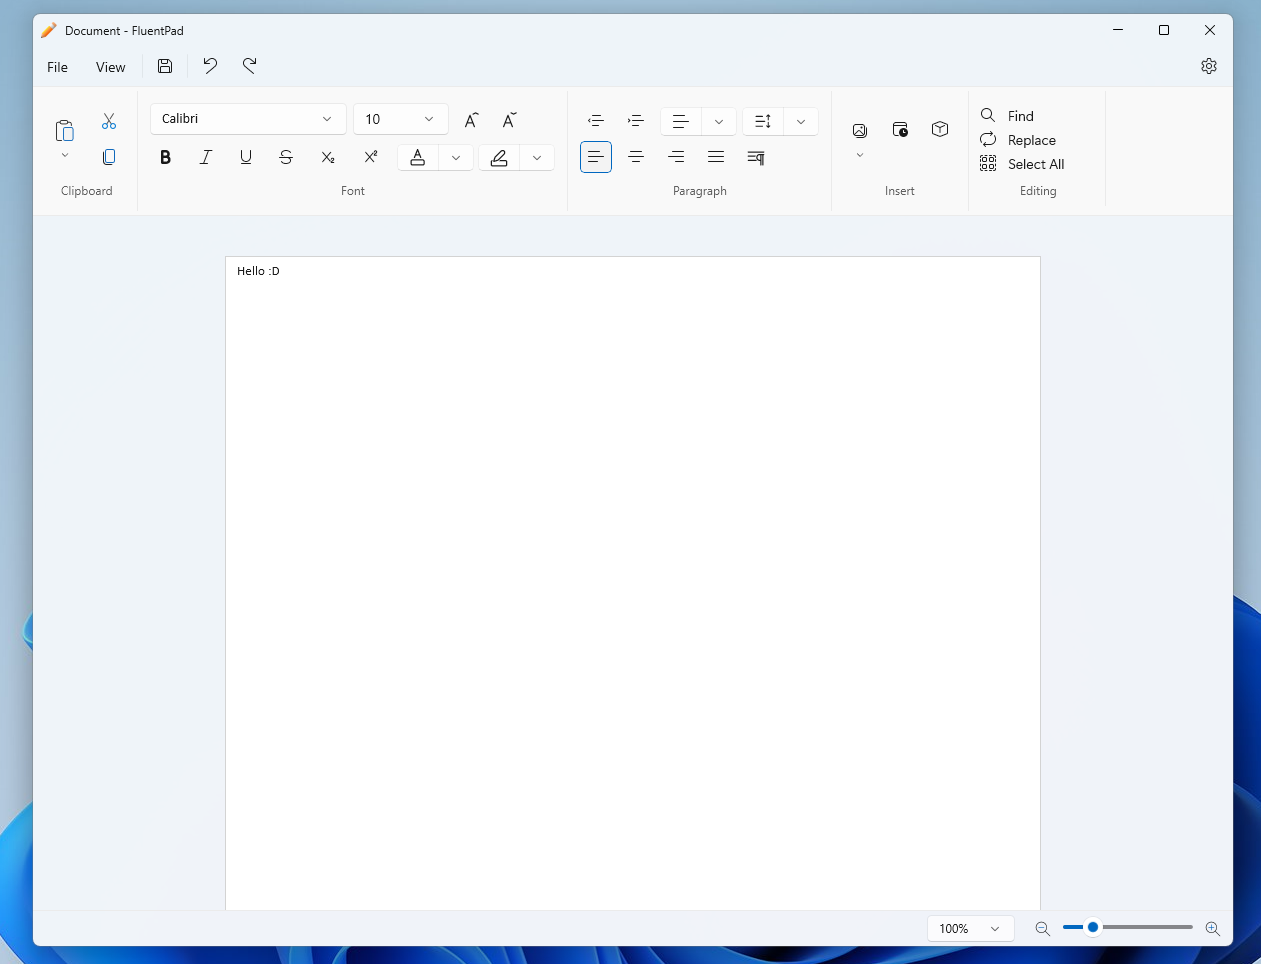 Document - FluentPad
File View
Calibri 10
Find
Replace
Select All
Clipboard Font Paragraph Insert Editing
Hello :D
100%